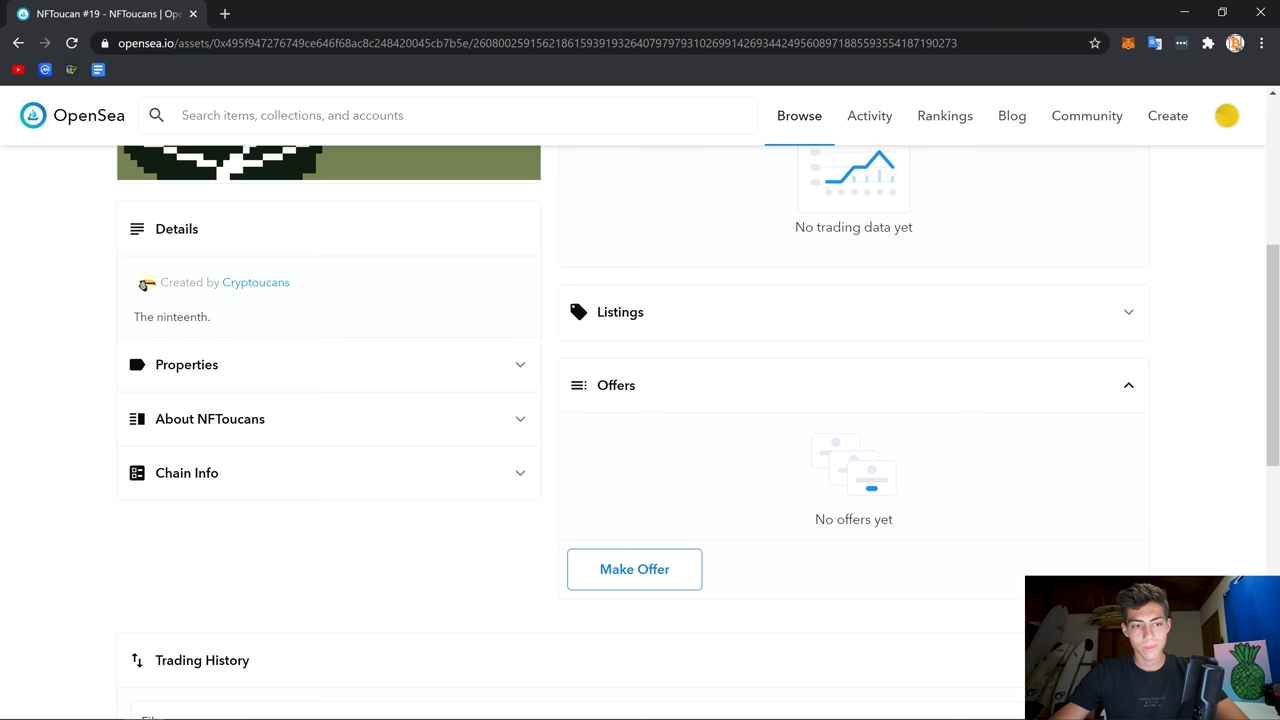 NFToucan #19 - NFToucans | Op
opensea.io/assets/0x495f947276749ce646f68ac8c248420045cb7b5e/26080025915621861593919326407979793102699142693442495608971885593554187190273
OpenSea
Search items, collections, and accounts
Browse
Activity
Rankings
Blog
Community
Create
No trading data yet
Details
Created by Cryptoucans
The ninteenth.
Properties
About NFToucans
Chain Info
Listings
Offers
No offers yet
Make Offer
Trading History